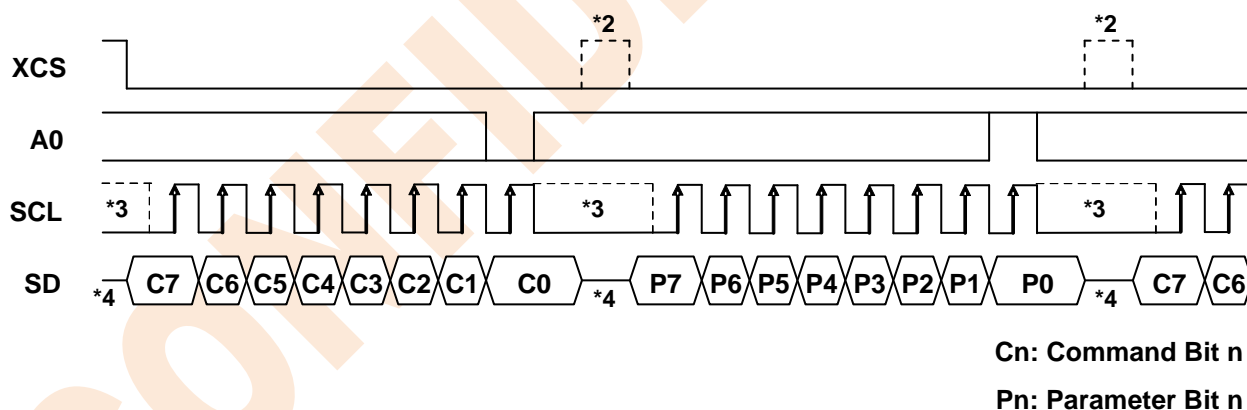 *2 *2
XCS
A0
SCL *3 *3 *3
SD *4 C7 C6 C5 C4 C3 C2 C1 C0 *4 P7 P6 P5 P4 P3 P2 P1 P0 *4 C7 C6
Cn: Command Bit n
Pn: Parameter Bit n